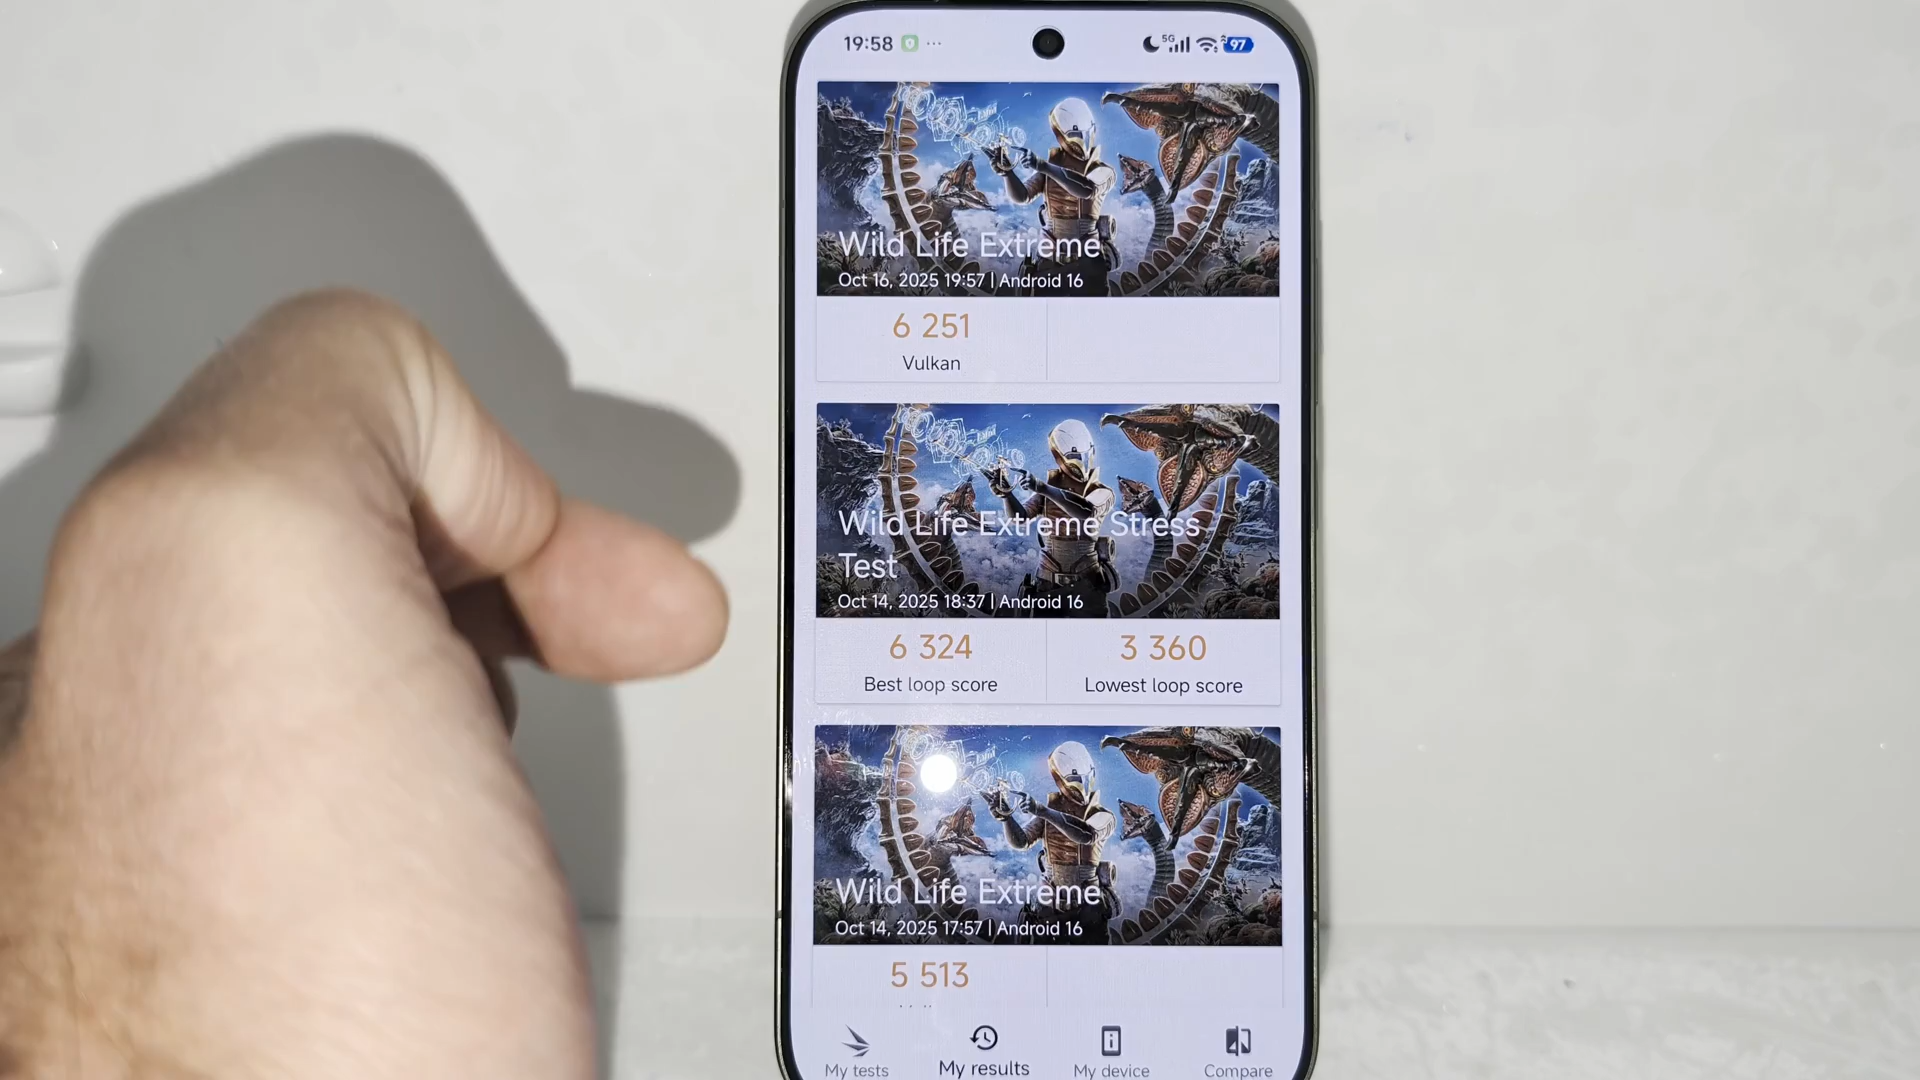 19:58 ... 5G 97
Wild Life Extreme
Oct 16, 2025 19:57 | Android 16
6 251
Vulkan
Wild Life Extreme Stress
Test
Oct 14, 2025 18:37 | Android 16
6 324 3 360
Best loop score Lowest loop score
Wild Life Extreme
Oct 14, 2025 17:57 | Android 16
5 513
My tests My results My device Compare